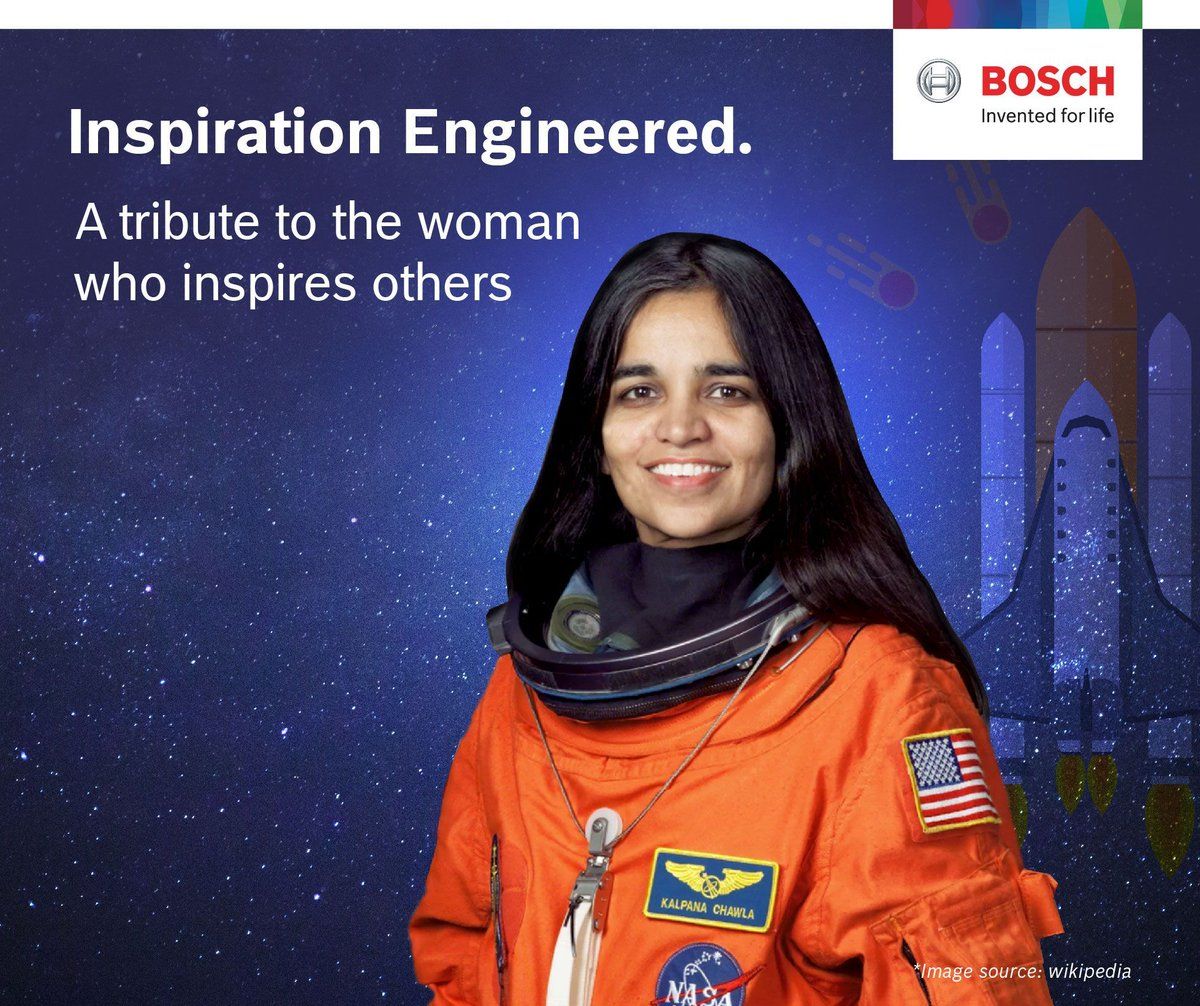 BOSCH
Invented for life
Inspiration Engineered.
A tribute to the woman
who inspires others
KALPANA CHAWLA
NASA
*Image source: wikipedia